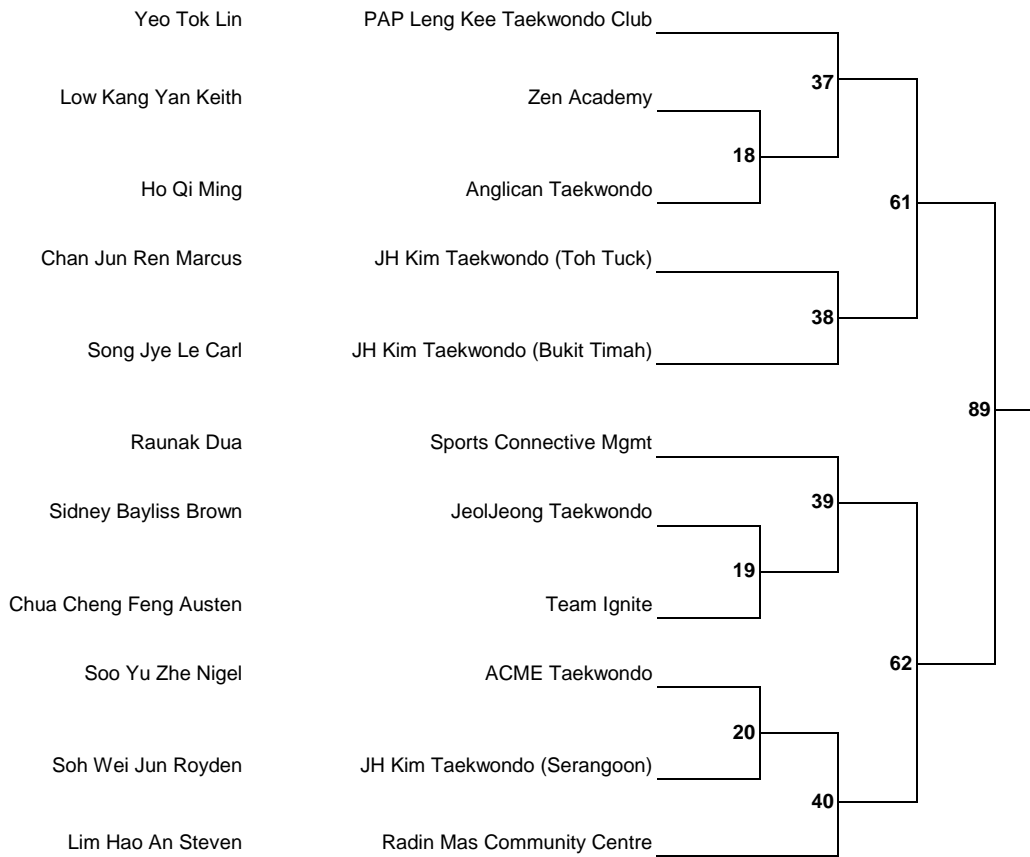 Yeo Tok Lin PAP Leng Kee Taekwondo Club
37
Low Kang Yan Keith Zen Academy
18
Ho Qi Ming Anglican Taekwondo
61
Chan Jun Ren Marcus JH Kim Taekwondo (Toh Tuck)
38
Song Jye Le Carl JH Kim Taekwondo (Bukit Timah)
89
Raunak Dua Sports Connective Mgmt
39
Sidney Bayliss Brown JeolJeong Taekwondo
19
Chua Cheng Feng Austen Team Ignite
62
Soo Yu Zhe Nigel ACME Taekwondo
20
Soh Wei Jun Royden JH Kim Taekwondo (Serangoon)
40
Lim Hao An Steven Radin Mas Community Centre